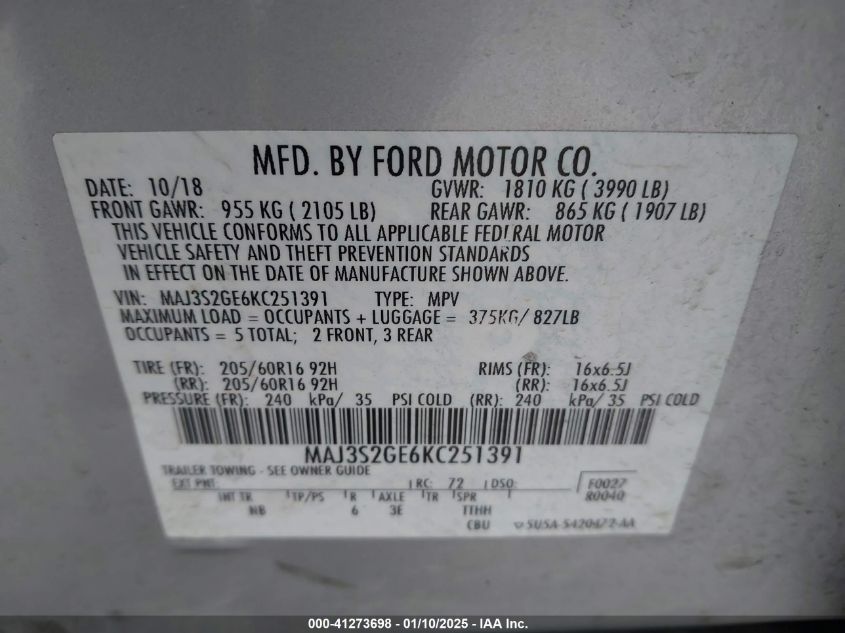 MFD. BY FORD MOTOR CO.
DATE: 10/18 GVWR: 1810 KG ( 3990 LB)
FRONT GAWR: 955 KG ( 2105 LB) REAR GAWR: 865 KG ( 1907 LB)
THIS VEHICLE CONFORMS TO ALL APPLICABLE FEDERAL MOTOR
VEHICLE SAFETY AND THEFT PREVENTION STANDARDS
IN EFFECT ON THE DATE OF MANUFACTURE SHOWN ABOVE.
VIN: MAJ3S2GE6KC251391 TYPE: MPV
MAXIMUM LOAD = OCCUPANTS + LUGGAGE = 375KG/ 827LB
OCCUPANTS = 5 TOTAL; 2 FRONT, 3 REAR
TIRE (FR): 205/60R16 92H RIMS (FR): 16x6.5J
(RR): 205/60R16 92H (RR): 16x6.5J
PRESSURE (FR): 240 kPa/ 35 PSI COLD (RR): 240 kPa/ 35 PSI COLD
MAJ3S2GE6KC251391
TRAILER TOWING - SEE OWNER GUIDE
EXT PNT: RC: 72 DSO: F0027
INT TR TP/PS R AXLE TR SPR R0040
NB 6 3E TTHH
CBU 5U5A-5420472-AA
000-41273698 - 01/10/2025 - IAA Inc.